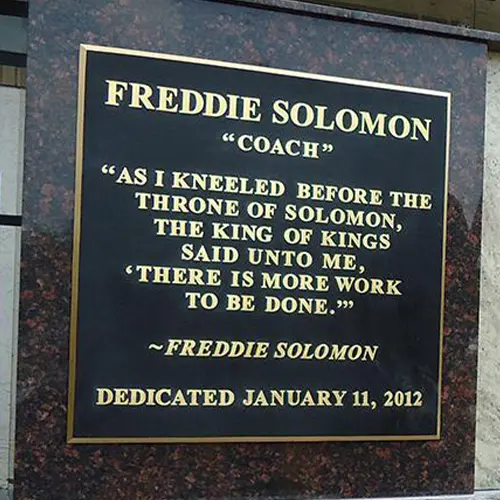 FREDDIE SOLOMON
“COACH”
“AS I KNEELED BEFORE THE
THRONE OF SOLOMON,
THE KING OF KINGS
SAID UNTO ME,
‘THERE IS MORE WORK
TO BE DONE.’”
~FREDDIE SOLOMON
DEDICATED JANUARY 11, 2012